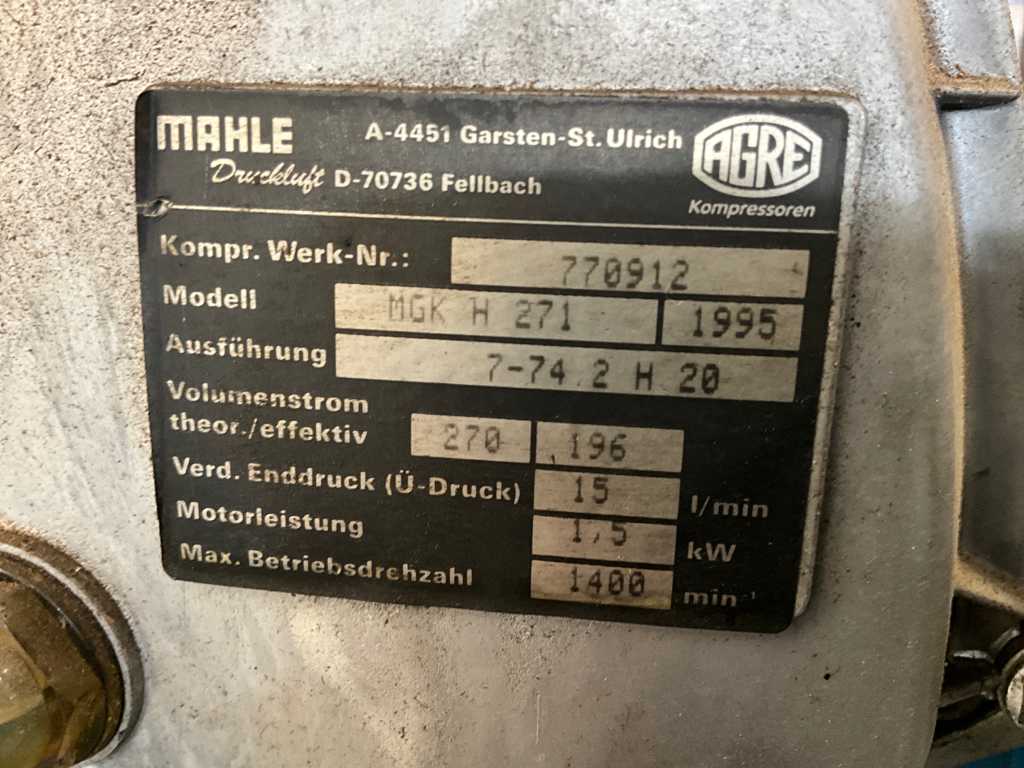 MAHLE A-4451 Garsten-St. Ulrich AGRE
Druckluft D-70736 Fellbach Kompressoren
Kompr. Werk-Nr.: 770912
Modell MGK H 271 1995
Ausführung 7-74.2 H 20
Volumenstrom
theor./effektiv 270 196
Verd. Enddruck (Ü-Druck) 15 l/min
Motorleistung 1,5 kW
Max. Betriebsdrehzahl 1400 min⁻¹